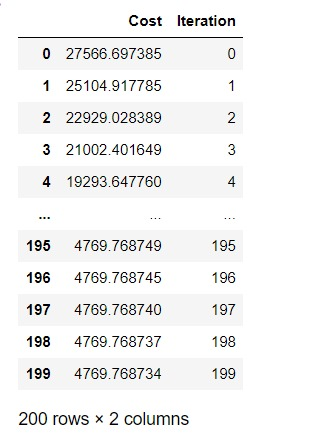 Cost Iteration
0 27566.697385 0
1 25104.917785 1
2 22929.028389 2
3 21002.401649 3
4 19293.647760 4
... ... ...
195 4769.768749 195
196 4769.768745 196
197 4769.768740 197
198 4769.768737 198
199 4769.768734 199
200 rows × 2 columns